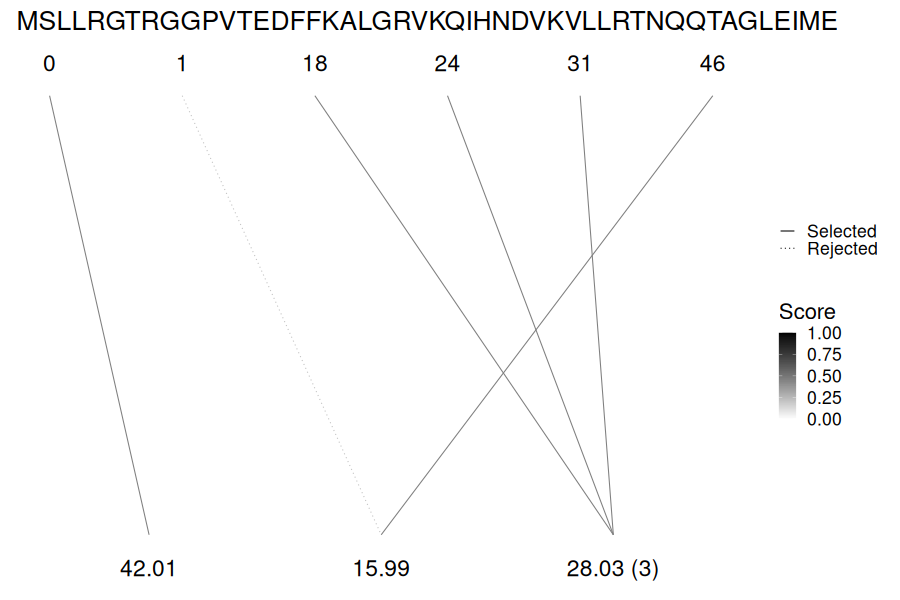 MSLLRGTRGGPVTEDFFKALGRVKQIHNDVKVLLRTNQQTAGLEIME
0 1 18 24 31 46
Selected
Rejected
Score
1.00
0.75
0.50
0.25
0.00
42.01 15.99 28.03 (3)